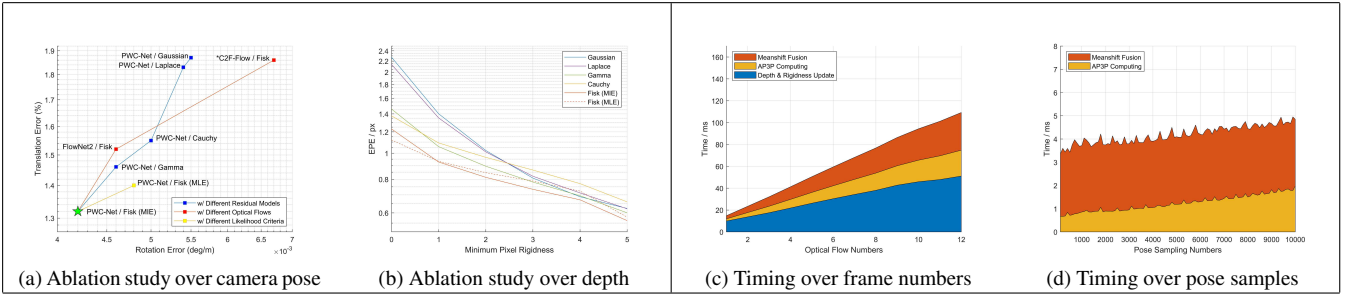 1.9
1.8
1.7
1.6
1.5
1.4
1.3
4
4.5
5
5.5
6
6.5
7
×10⁻³
Translation Error (%)
Rotation Error (deg/m)
PWC-Net / Gaussian
PWC-Net / Laplace
*C2F-Flow / Fisk
PWC-Net / Cauchy
FlowNet2 / Fisk
PWC-Net / Gamma
PWC-Net / Fisk (MLE)
PWC-Net / Fisk (MIE)
w/ Different Residual Models
w/ Different Optical Flows
w/ Different Likelihood Criteria
(a) Ablation study over camera pose
2.4
2.2
2
1.8
1.6
1.4
1.2
1
0.8
0.6
0
1
2
3
4
5
EPE / px
Minimum Pixel Rigidness
Gaussian
Laplace
Gamma
Cauchy
Fisk (MIE)
Fisk (MLE)
(b) Ablation study over depth
160
140
120
100
80
60
40
20
0
2
4
6
8
10
12
Time / ms
Optical Flow Numbers
Meanshift Fusion
AP3P Computing
Depth & Rigidness Update
(c) Timing over frame numbers
8
7
6
5
4
3
2
1
0
1000
2000
3000
4000
5000
6000
7000
8000
9000
10000
Time / ms
Pose Sampling Numbers
Meanshift Fusion
AP3P Computing
(d) Timing over pose samples